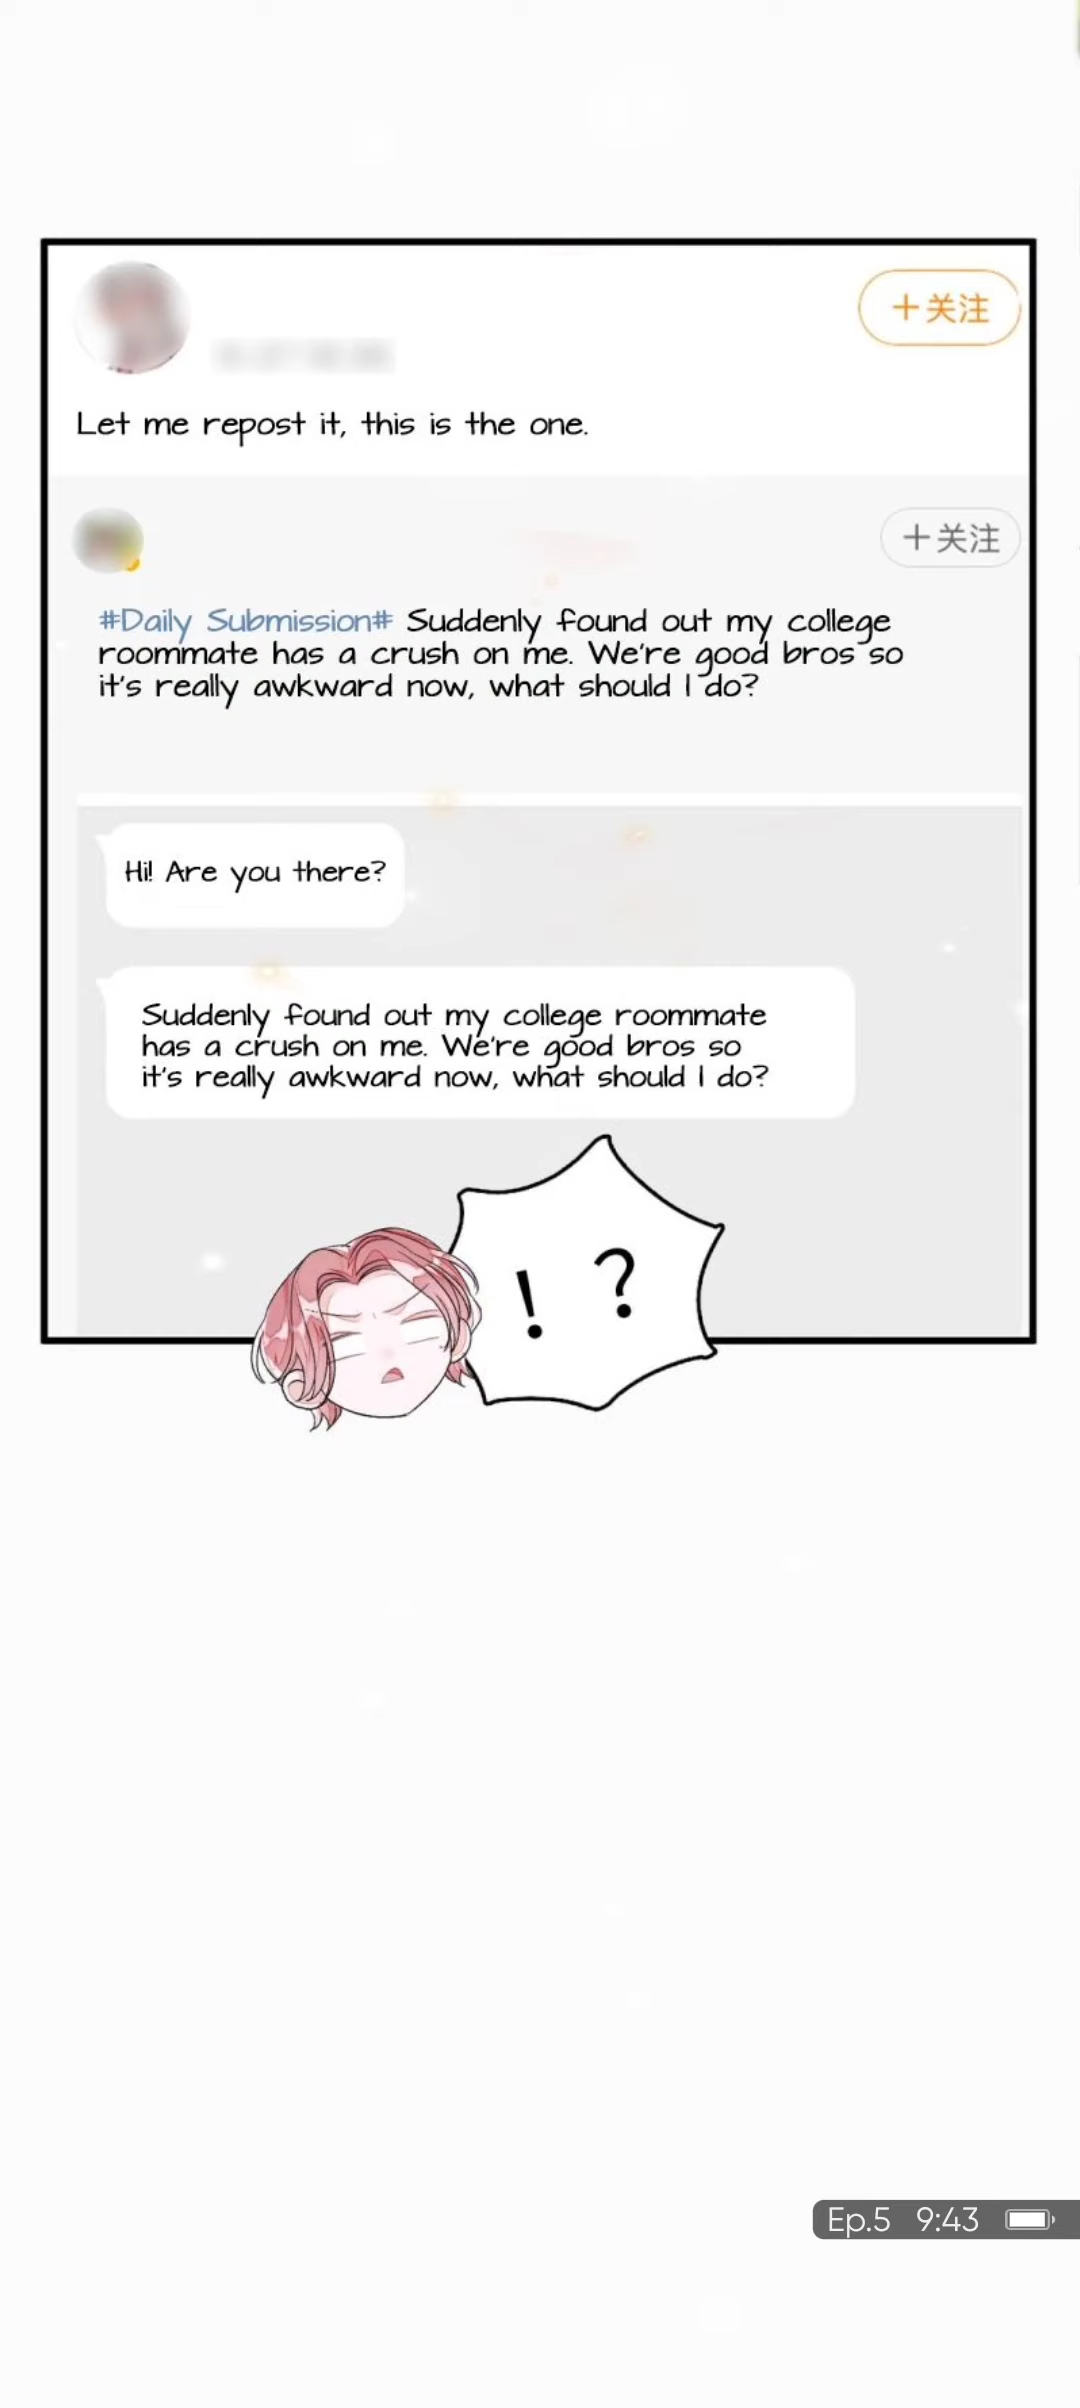 +关注
Let me repost it, this is the one.
+关注
#Daily Submission# Suddenly found out my college
roommate has a crush on me. We're good bros so
it's really awkward now, what should I do?
Hi! Are you there?
Suddenly found out my college roommate
has a crush on me. We're good bros so
it's really awkward now, what should I do?
! ?
Ep.5 9:43